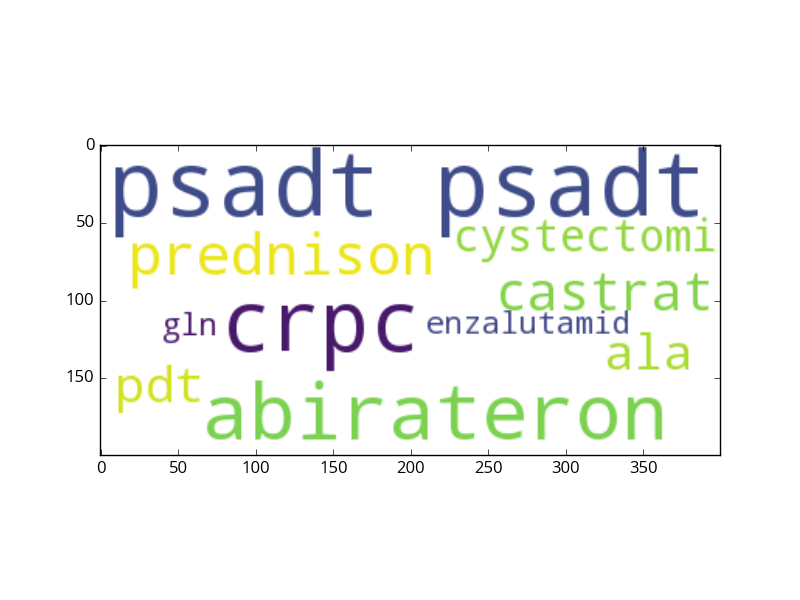 0
psadt psadt
50
cystectomi
prednison
castrat
100
gln crpc enzalutamid
ala
150
pdt
abirateron
0 50 100 150 200 250 300 350